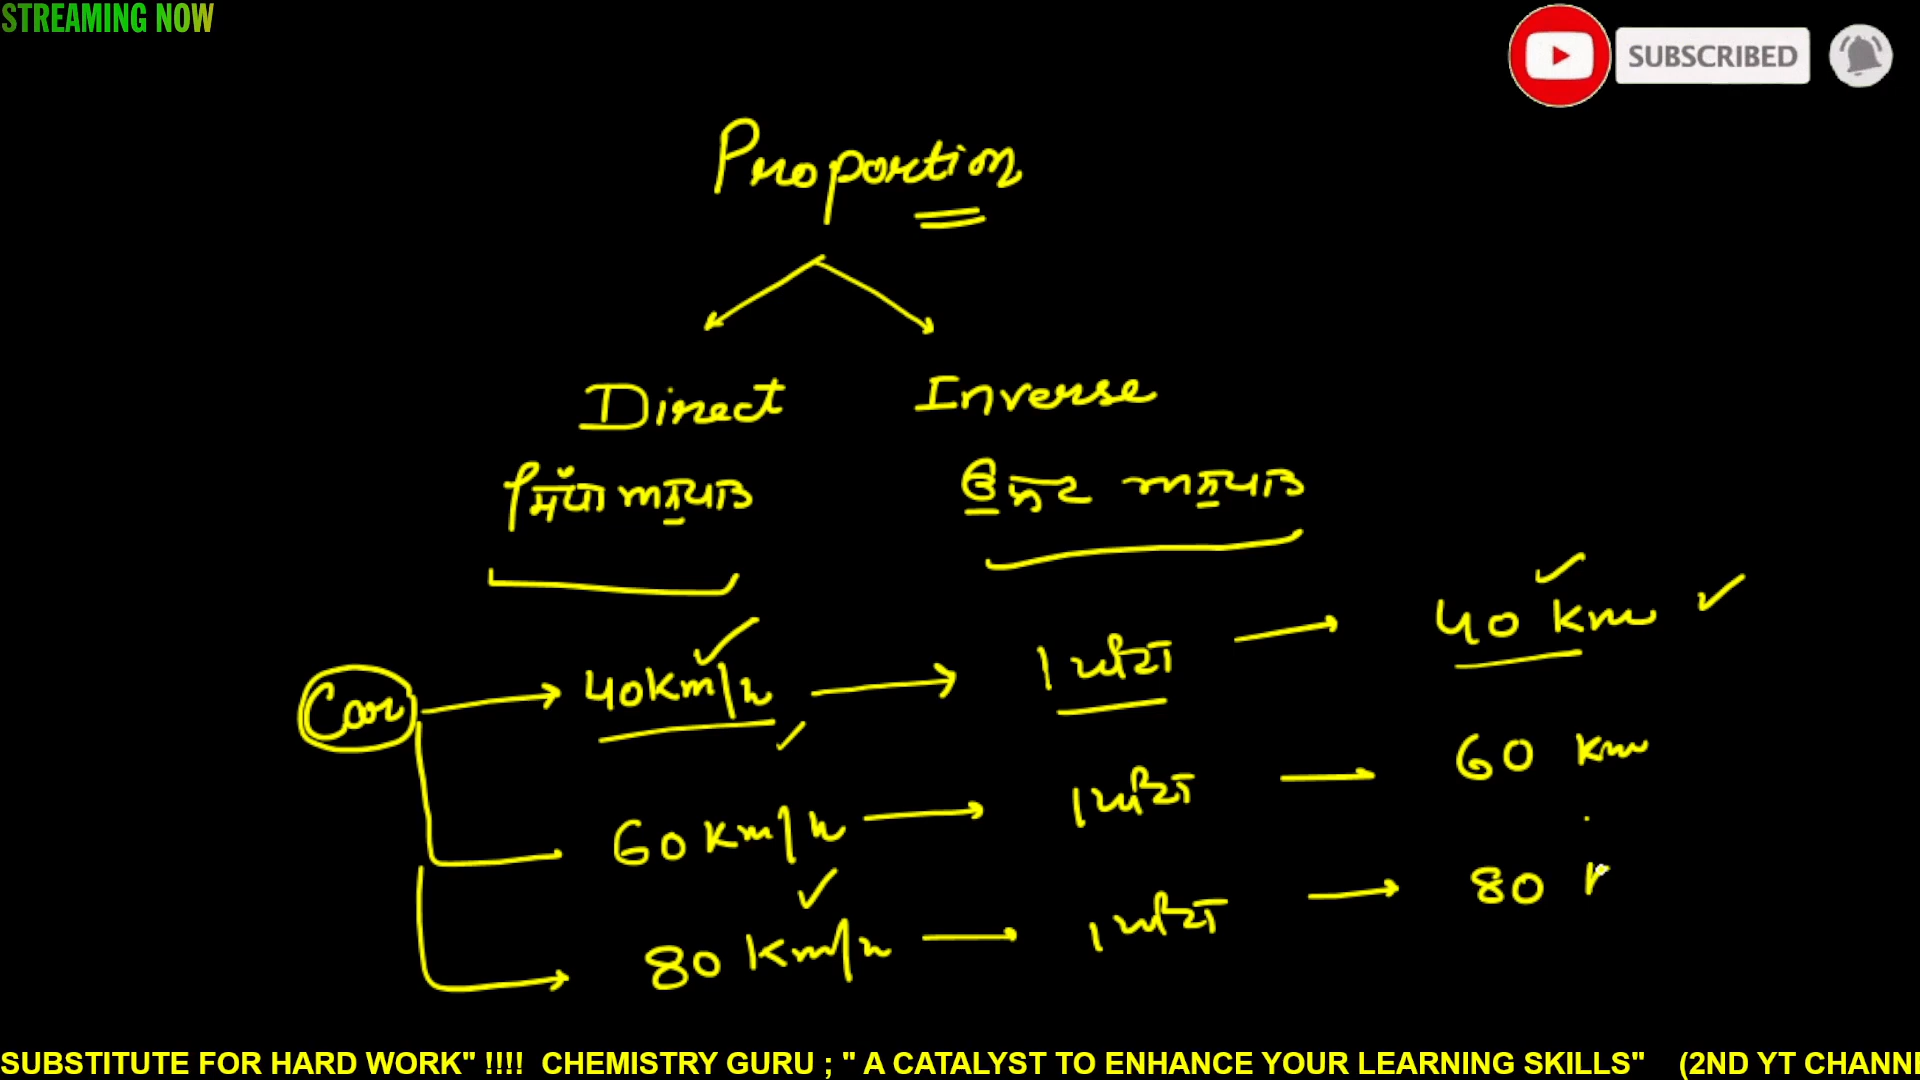 STREAMING NOW
SUBSCRIBED
Proportion
Direct Inverse
ਸਿੱਧਾ ਅਨੁਪਾਤ ਉਲਟ ਅਨੁਪਾਤ
Car 40Km/h 1 ਘੰਟਾ 40 Km
60 Km/h 1 ਘੰਟਾ 60 Km
80 Km/h 1 ਘੰਟਾ 80
SUBSTITUTE FOR HARD WORK" !!!! CHEMISTRY GURU ; " A CATALYST TO ENHANCE YOUR LEARNING SKILLS" (2ND YT CHANNE